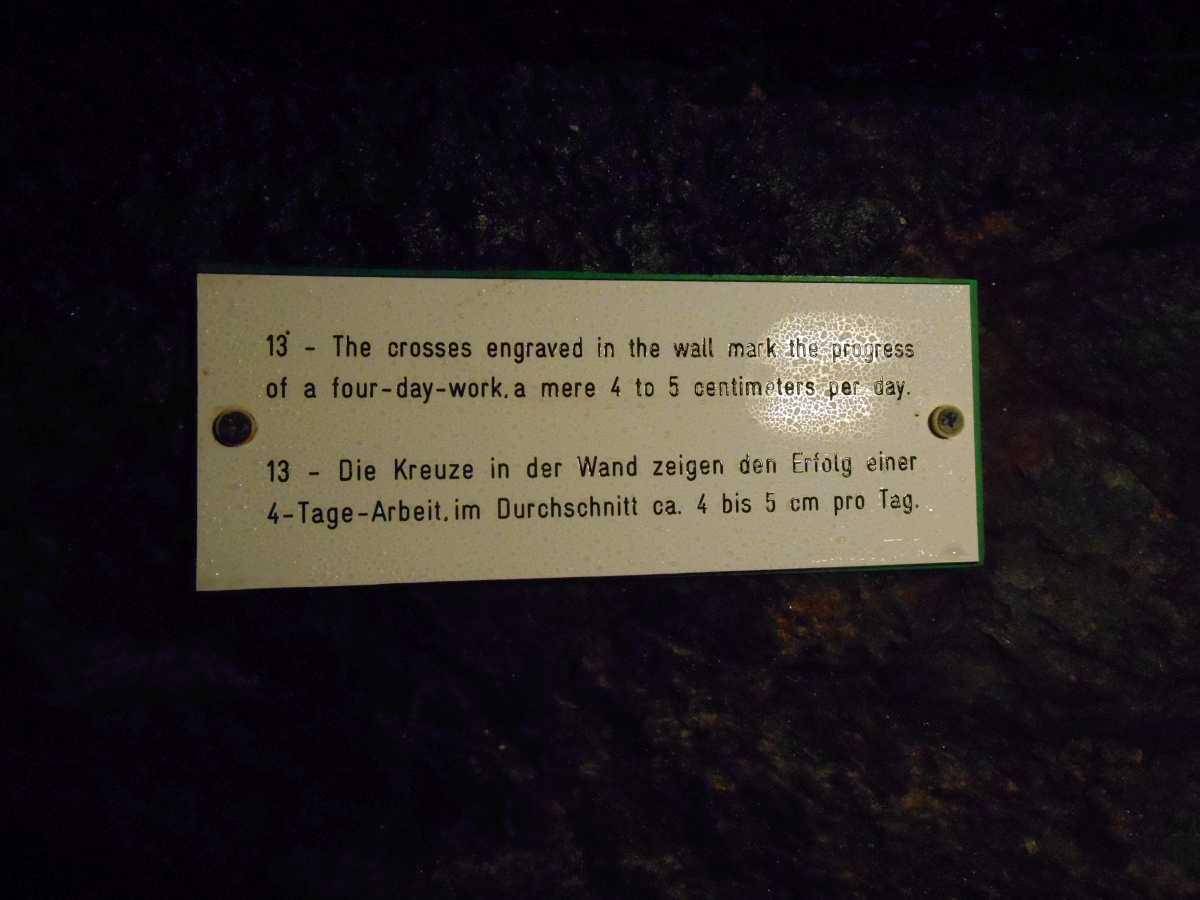 13 - The crosses engraved in the wall mark the progress
of a four-day-work, a mere 4 to 5 centimeters per day.
13 - Die Kreuze in der Wand zeigen den Erfolg einer
4-Tage-Arbeit, im Durchschnitt ca. 4 bis 5 cm pro Tag.